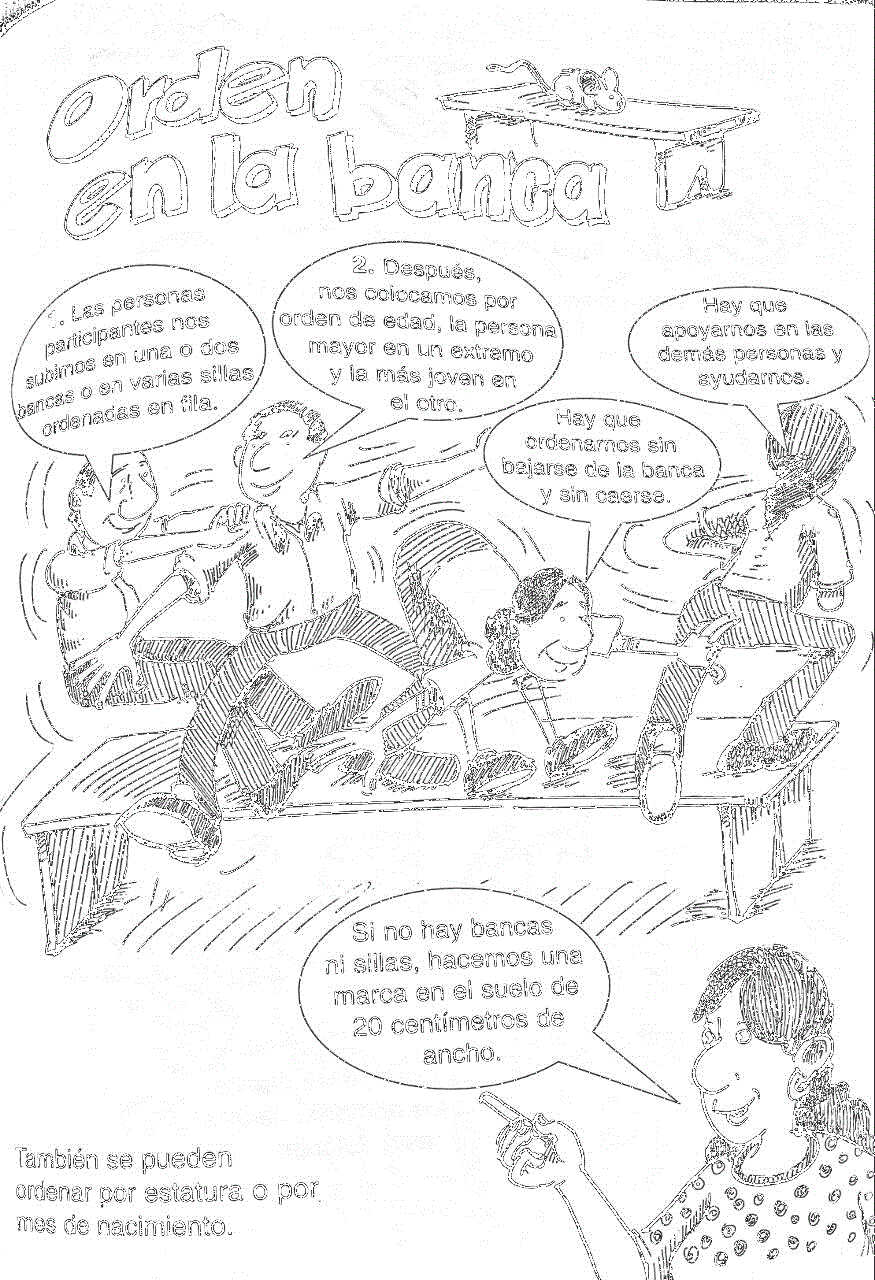 Orden
en la banca
1. Las personas
participantes nos
subimos en una o dos
bancas o en varias sillas
ordenadas en fila.
2. Después,
nos colocamos por
orden de edad, la persona
mayor en un extremo
y la más joven en
el otro.
Hay que
apoyarnos en las
demás personas y
ayudarnos.
Hay que
ordenarnos sin
bajarse de la banca
y sin caerse.
Si no hay bancas
ni sillas, hacemos una
marca en el suelo de
20 centímetros de
ancho.
También se pueden
ordenar por estatura o por
mes de nacimiento.